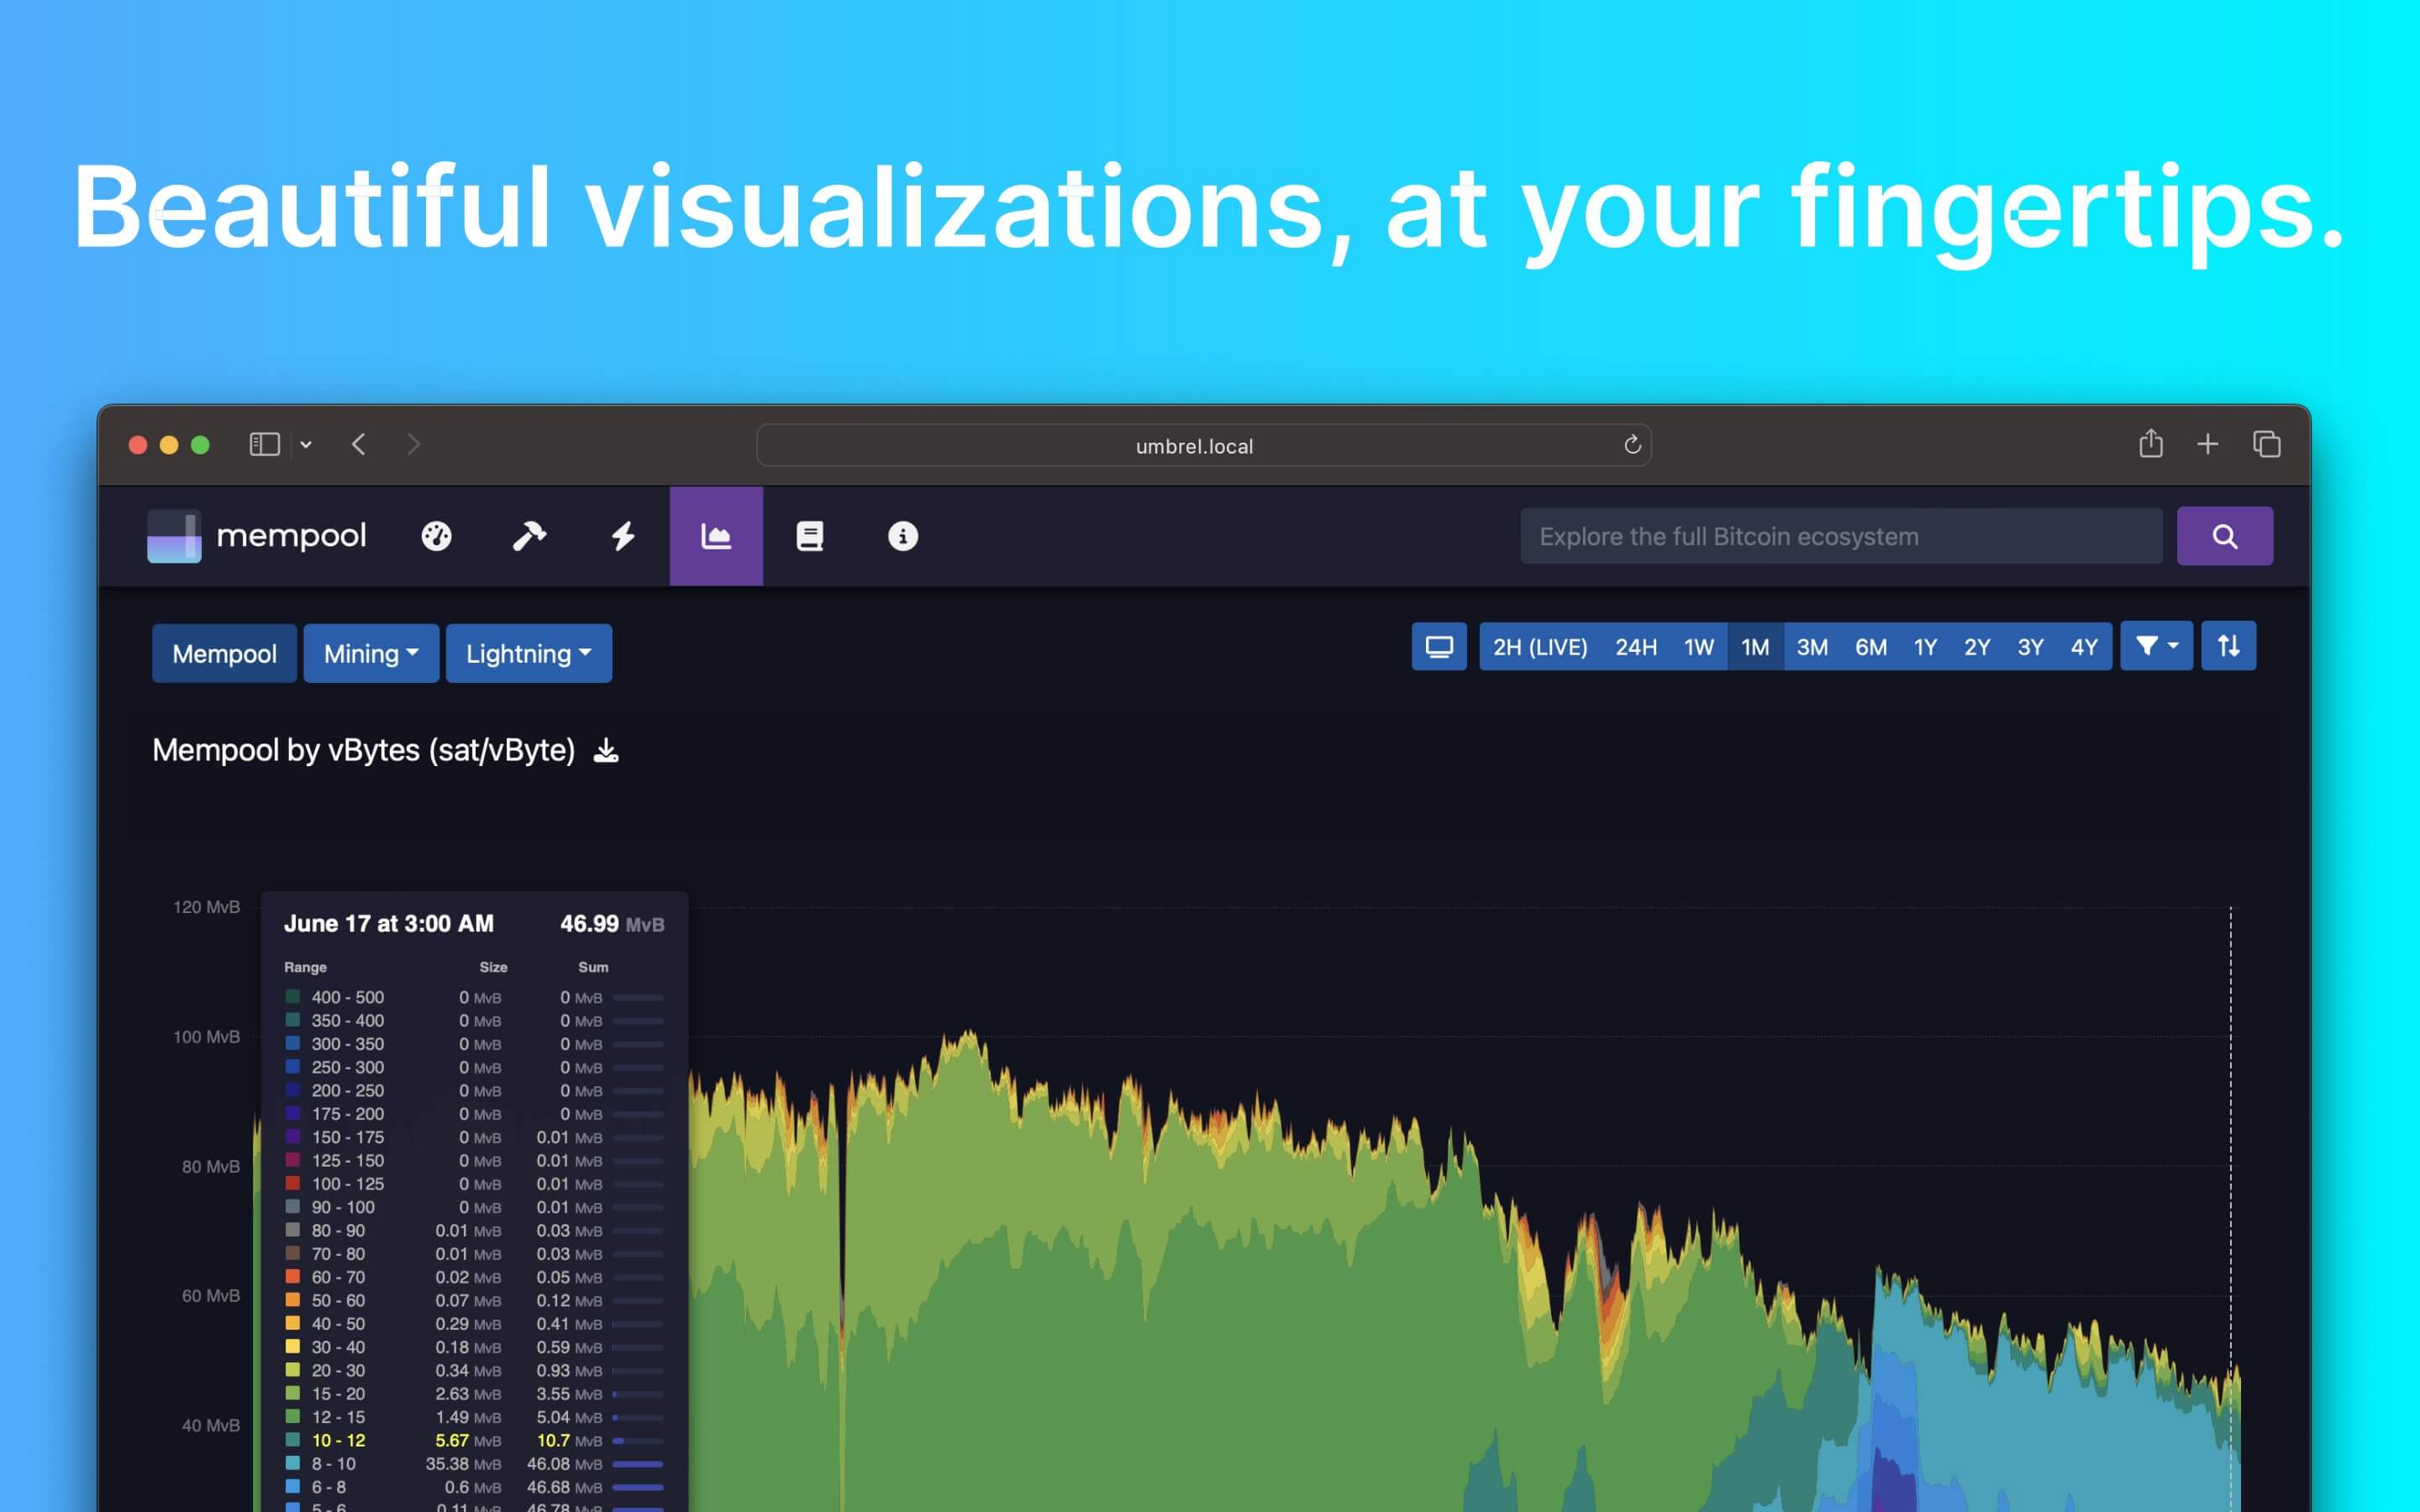 Beautiful visualizations, at your fingertips.
umbrel.local
mempool
Explore the full Bitcoin ecosystem
Mempool Mining Lightning
2H (LIVE) 24H 1W 1M 3M 6M 1Y 2Y 3Y 4Y
Mempool by vBytes (sat/vByte)
120 MvB
100 MvB
80 MvB
60 MvB
40 MvB
June 17 at 3:00 AM 46.99 MvB
Range Size Sum
400 - 500 0 MvB 0 MvB
350 - 400 0 MvB 0 MvB
300 - 350 0 MvB 0 MvB
250 - 300 0 MvB 0 MvB
200 - 250 0 MvB 0 MvB
175 - 200 0 MvB 0 MvB
150 - 175 0 MvB 0.01 MvB
125 - 150 0 MvB 0.01 MvB
100 - 125 0 MvB 0.01 MvB
90 - 100 0 MvB 0.01 MvB
80 - 90 0.01 MvB 0.03 MvB
70 - 80 0.01 MvB 0.03 MvB
60 - 70 0.02 MvB 0.05 MvB
50 - 60 0.07 MvB 0.12 MvB
40 - 50 0.29 MvB 0.41 MvB
30 - 40 0.18 MvB 0.59 MvB
20 - 30 0.34 MvB 0.93 MvB
15 - 20 2.63 MvB 3.55 MvB
12 - 15 1.49 MvB 5.04 MvB
10 - 12 5.67 MvB 10.7 MvB
8 - 10 35.38 MvB 46.08 MvB
6 - 8 0.6 MvB 46.68 MvB
5 - 6 0.11 MvB 46.78 MvB